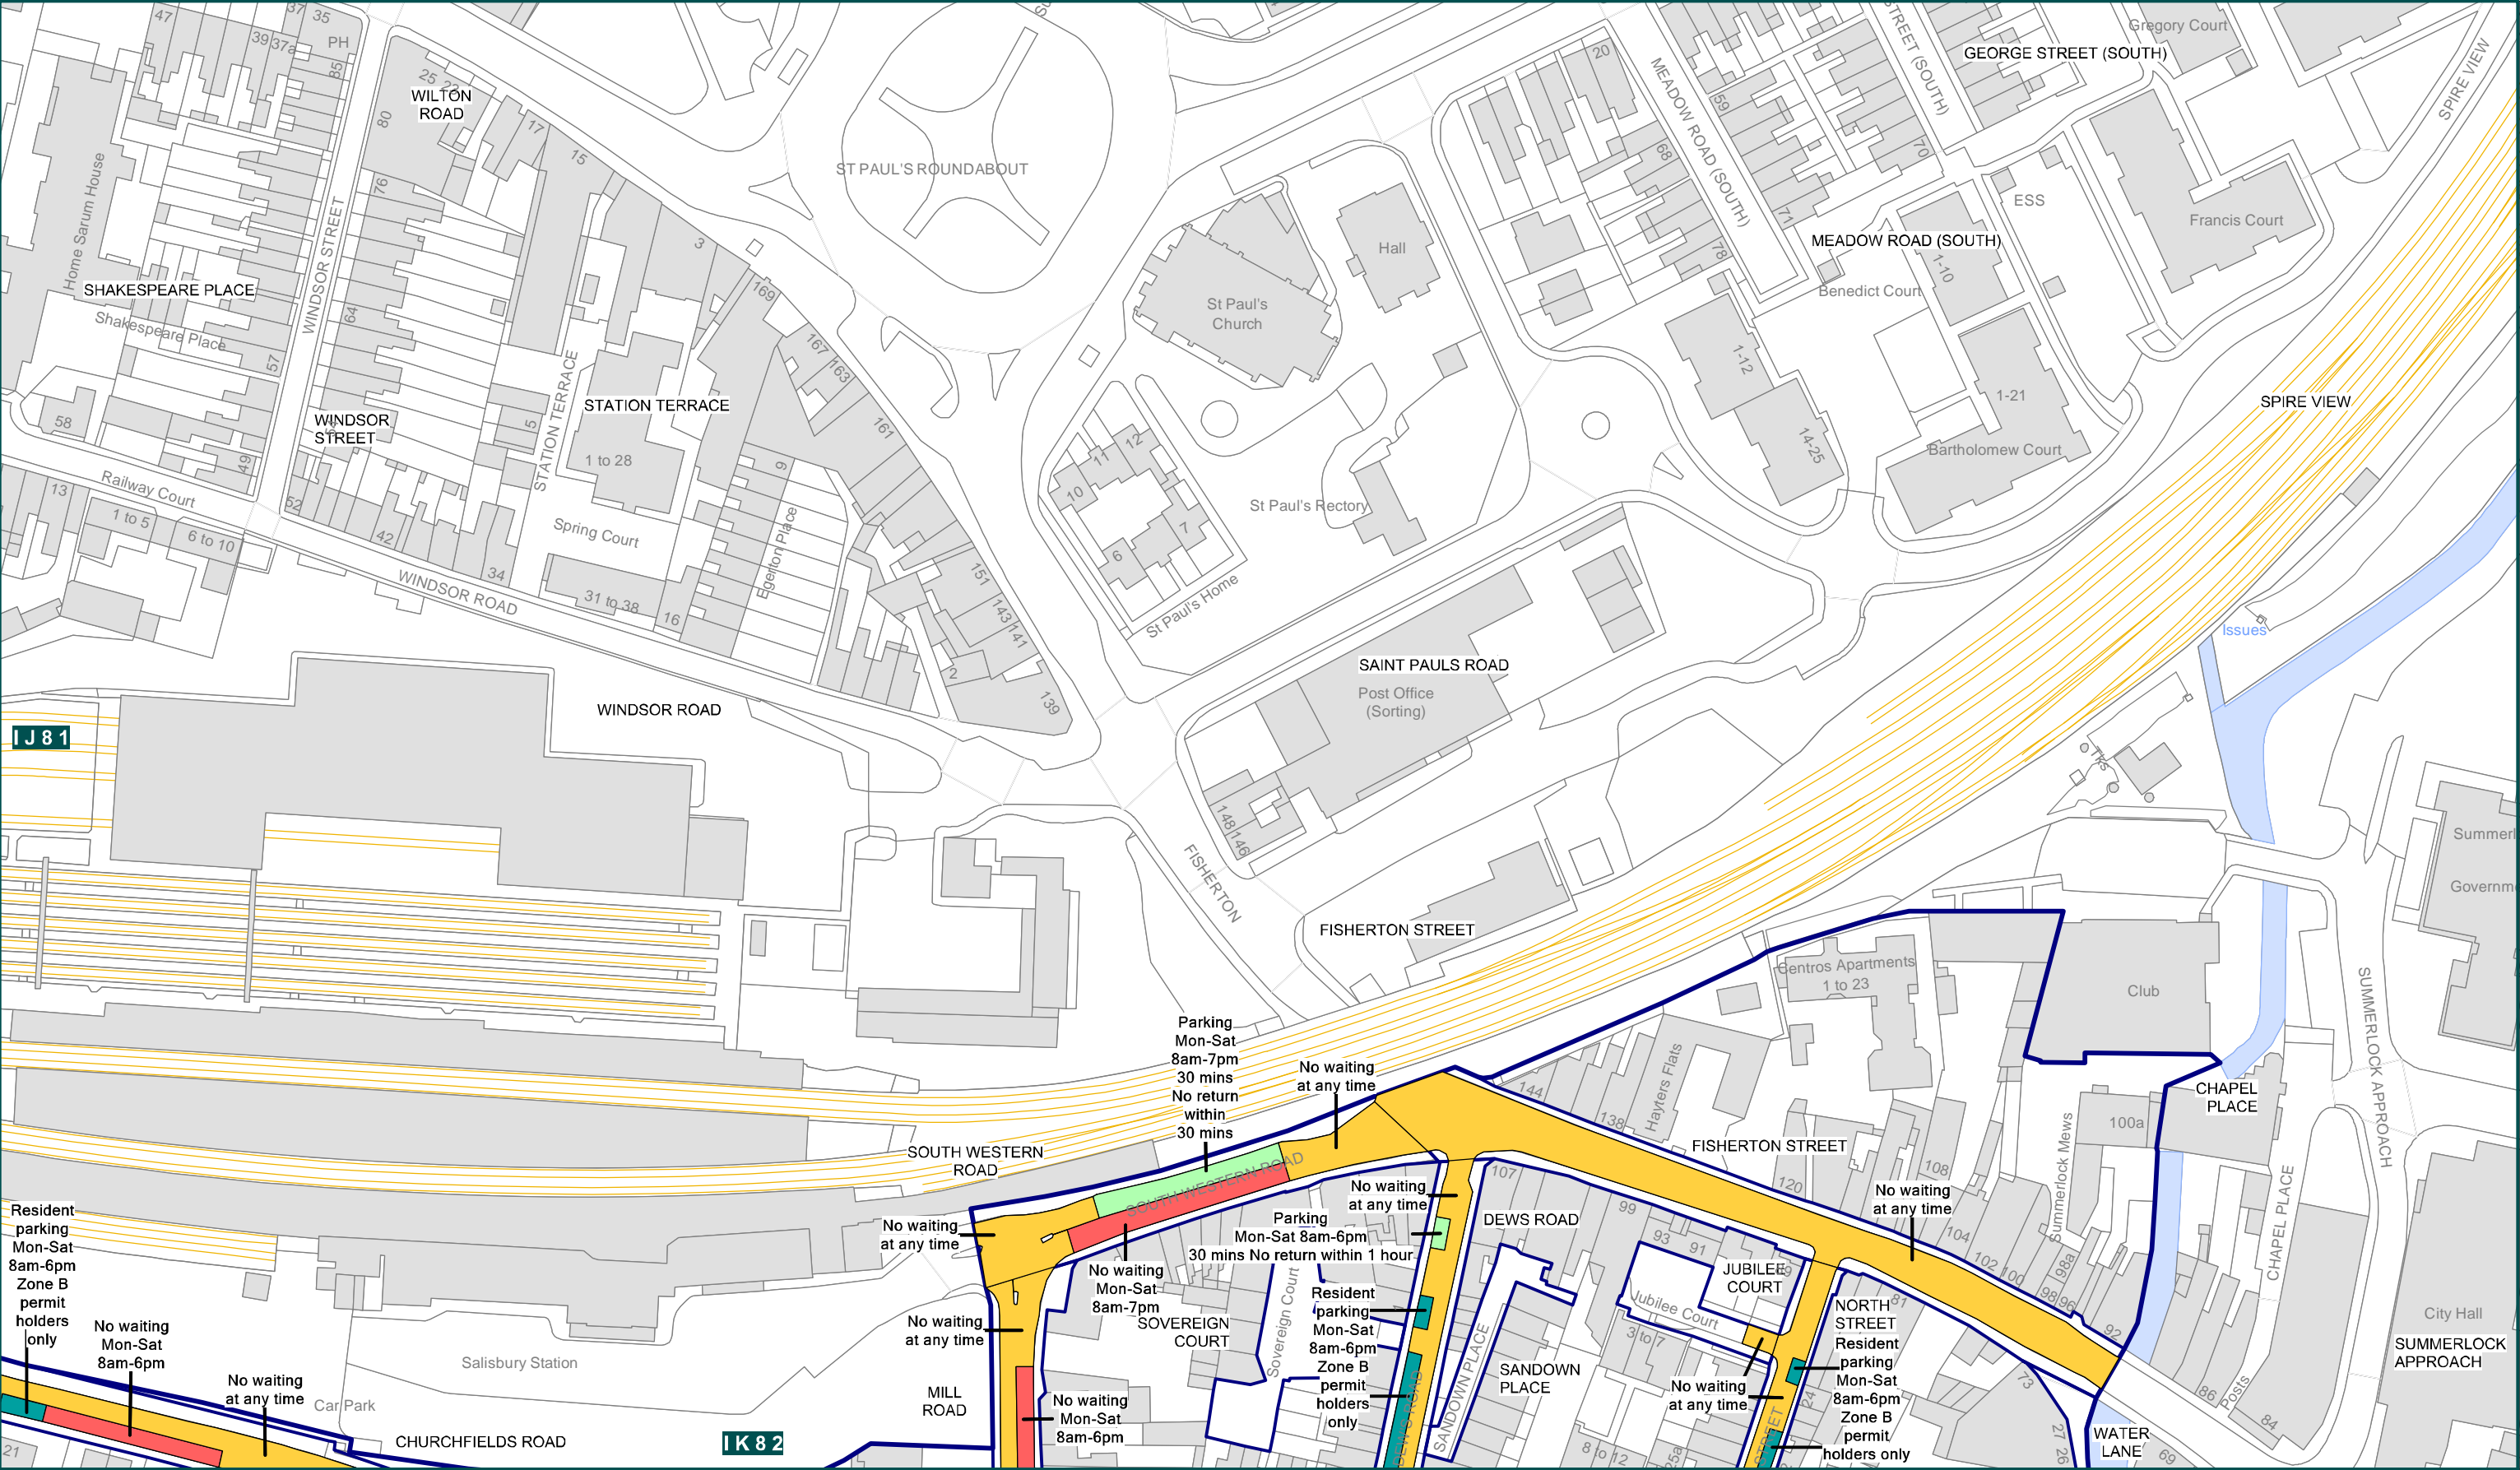 47
39
37a
37
35
PH
85
25
23
WILTON
ROAD
80
17
15
76
Home Sarum House
WINDSOR STREET
SHAKESPEARE PLACE
Shakespeare Place
64
57
58
49
WINDSOR
STREET
5
STATION TERRACE
STATION TERRACE
1 to 28
3
169
167
163
161
9
Egerton Place
151
143
141
139
2
13
Railway Court
1 to 5
6 to 10
52
42
34
Spring Court
31 to 38
16
WINDSOR ROAD
WINDSOR ROAD
ST PAUL'S ROUNDABOUT
St Paul's
Church
Hall
12
11
10
7
6
St Paul's Home
St Paul's Rectory
20
68
78
59
71
70
MEADOW ROAD (SOUTH)
MEADOW ROAD (SOUTH)
STREET (SOUTH)
GEORGE STREET (SOUTH)
Gregory Court
SPIRE VIEW
ESS
Francis Court
1-10
Benedict Court
1-12
1-21
14-25
Bartholomew Court
SPIRE VIEW
Issues
SAINT PAULS ROAD
Post Office
(Sorting)
148
146
FISHERTON
FISHERTON STREET
IJ81
Tks
Summerl
Governme
Centros Apartments
1 to 23
Club
SUMMERLOCK APPROACH
Hayters Flats
144
138
120
108
104
102
100
98a
98
96
92
100a
Summerlock Mews
CHAPEL
PLACE
CHAPEL PLACE
86
Posts
84
City Hall
SUMMERLOCK
APPROACH
WATER
LANE
69
73
27
26
FISHERTON STREET
No waiting
at any time
Parking
Mon-Sat
8am-7pm
30 mins
No return
within
30 mins
No waiting
at any time
SOUTH WESTERN
ROAD
SOUTH WESTERN ROAD
No waiting
at any time
No waiting
Mon-Sat
8am-7pm
No waiting
at any time
Parking
Mon-Sat 8am-6pm
30 mins No return within 1 hour
107
DEWS ROAD
99
93
91
JUBILEE
COURT
Jubilee Court
3 to 7
81
NORTH
STREET
Resident
parking
Mon-Sat
8am-6pm
Zone B
permit
holders only
24
No waiting
at any time
STREET
25a
8 to 12
SANDOWN
PLACE
SANDOWN PLACE
Resident
parking
Mon-Sat
8am-6pm
Zone B
permit
holders
only
DEWS ROAD
SOVEREIGN
COURT
Sovereign Court
No waiting
at any time
MILL
ROAD
No waiting
Mon-Sat
8am-6pm
IK82
Salisbury Station
Car Park
CHURCHFIELDS ROAD
No waiting
at any time
No waiting
Mon-Sat
8am-6pm
Resident
parking
Mon-Sat
8am-6pm
Zone B
permit
holders
only
21